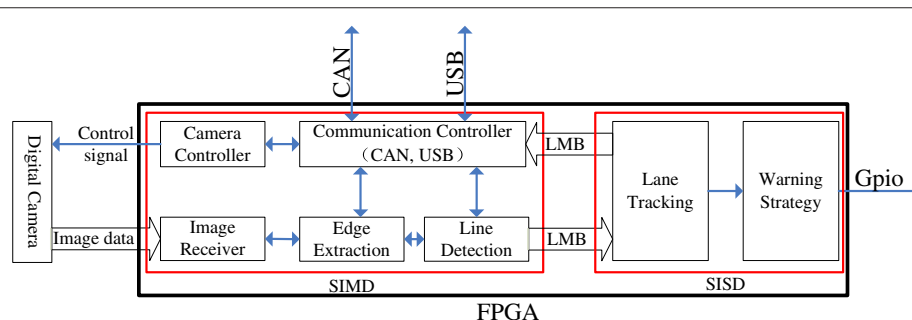 CAN
USB
Digital Camera
Control
signal
Camera
Controller
Communication Controller
（CAN, USB）
LMB
Lane
Tracking
Warning
Strategy
Gpio
Image data
Image
Receiver
Edge
Extraction
Line
Detection
LMB
SIMD
SISD
FPGA